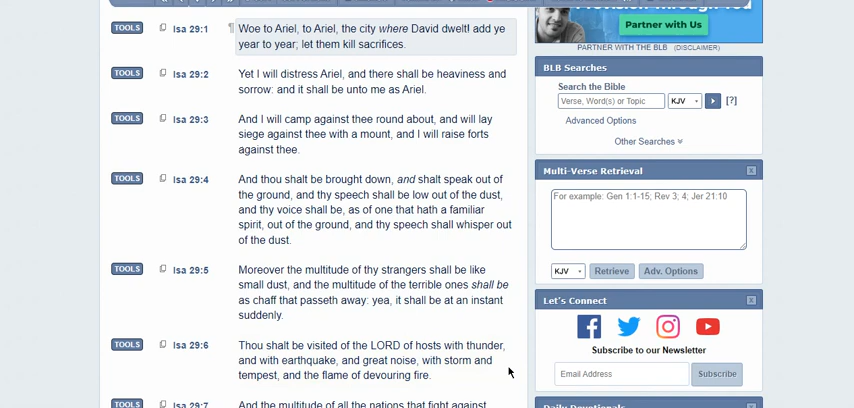 Partner with Us
PARTNER WITH THE BLB (DISCLAIMER)
TOOLS Isa 29:1 ¶ Woe to Ariel, to Ariel, the city where David dwelt! add ye
year to year; let them kill sacrifices.
TOOLS Isa 29:2 Yet I will distress Ariel, and there shall be heaviness and
sorrow: and it shall be unto me as Ariel.
TOOLS Isa 29:3 And I will camp against thee round about, and will lay
siege against thee with a mount, and I will raise forts
against thee.
TOOLS Isa 29:4 And thou shalt be brought down, and shalt speak out of
the ground, and thy speech shall be low out of the dust,
and thy voice shall be, as of one that hath a familiar
spirit, out of the ground, and thy speech shall whisper out
of the dust.
TOOLS Isa 29:5 Moreover the multitude of thy strangers shall be like
small dust, and the multitude of the terrible ones shall be
as chaff that passeth away: yea, it shall be at an instant
suddenly.
TOOLS Isa 29:6 Thou shalt be visited of the LORD of hosts with thunder,
and with earthquake, and great noise, with storm and
tempest, and the flame of devouring fire.
TOOLS Isa 29:7 And the multitude of all the nations that fight against
BLB Searches
Search the Bible
Verse, Word(s) or Topic KJV [?]
Advanced Options
Other Searches
Multi-Verse Retrieval X
For example: Gen 1:1-15; Rev 3; 4; Jer 21:10
KJV Retrieve Adv. Options
Let's Connect X
Subscribe to our Newsletter
Email Address Subscribe
Daily Devotionals